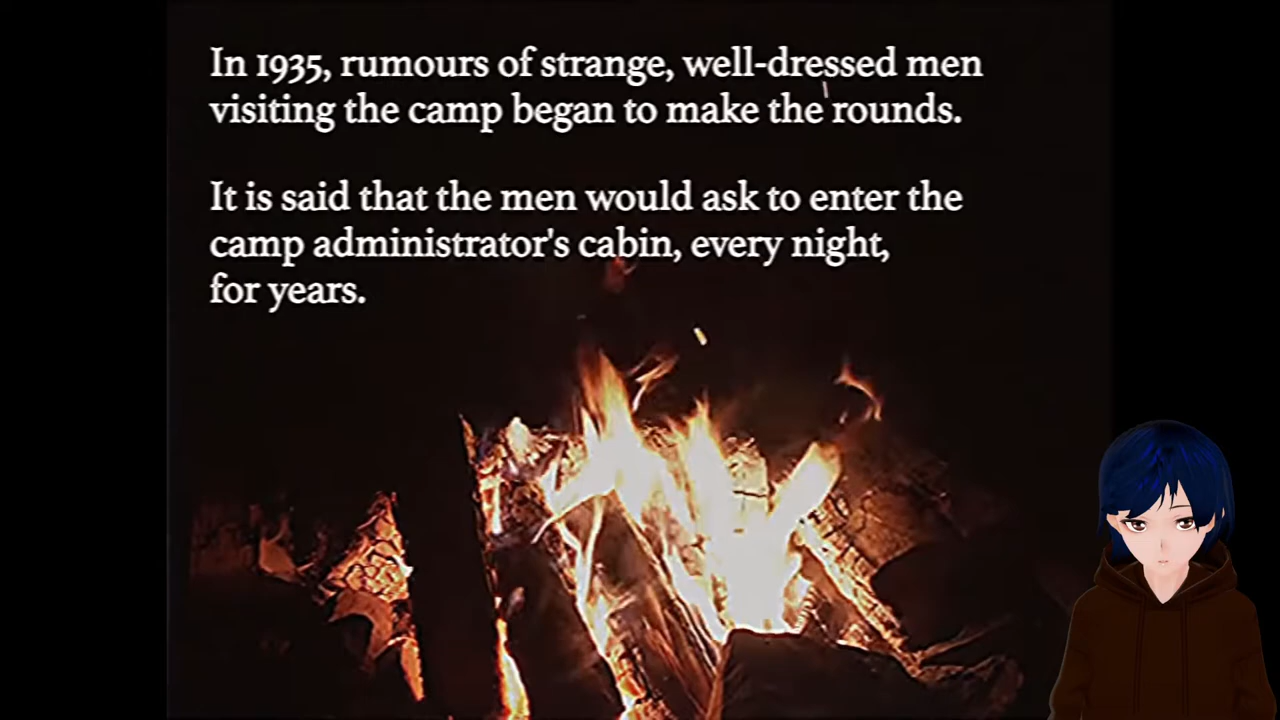 In 1935, rumours of strange, well-dressed men
visiting the camp began to make the rounds.
It is said that the men would ask to enter the
camp administrator's cabin, every night,
for years.